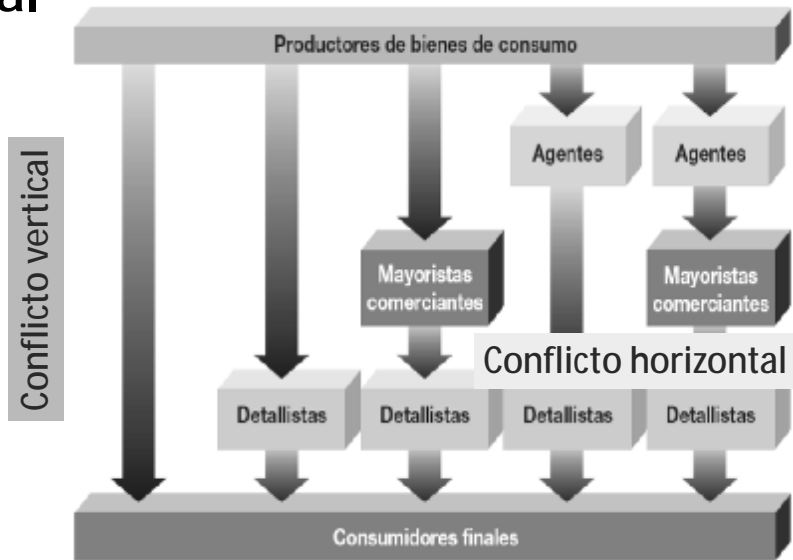 al
Productores de bienes de consumo
Conflicto vertical
Agentes
Agentes
Mayoristas
comerciantes
Mayoristas
comerciantes
Conflicto horizontal
Detallistas
Detallistas
Detallistas
Detallistas
Consumidores finales